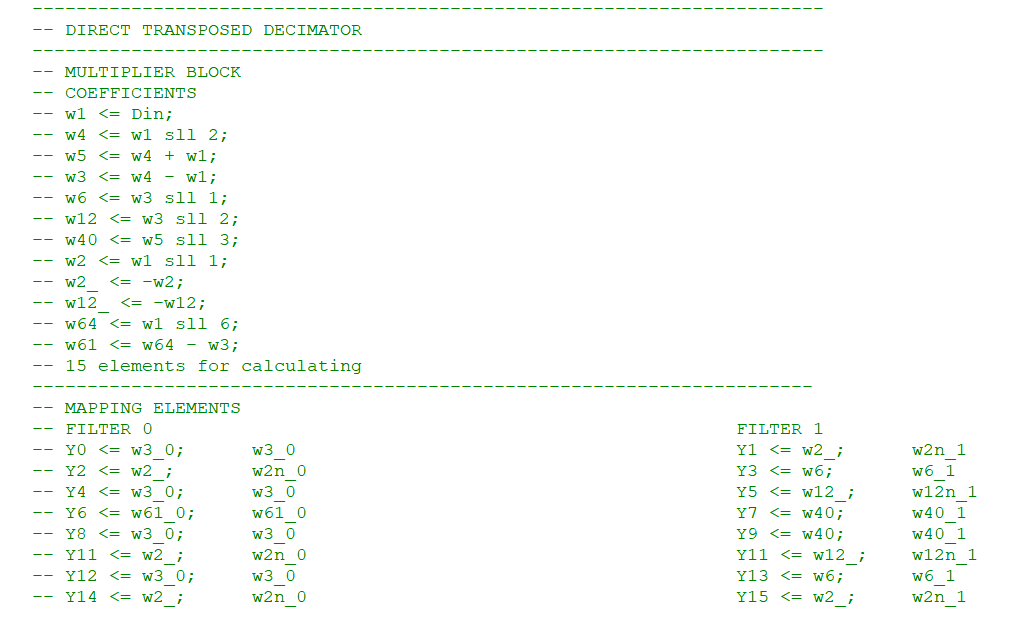 ------------------------------------------------------------------------
-- DIRECT TRANSPOSED DECIMATOR
------------------------------------------------------------------------
-- MULTIPLIER BLOCK
-- COEFFICIENTS
-- w1 <= Din;
-- w4 <= w1 sll 2;
-- w5 <= w4 + w1;
-- w3 <= w4 - w1;
-- w6 <= w3 sll 1;
-- w12 <= w3 sll 2;
-- w40 <= w5 sll 3;
-- w2 <= w1 sll 1;
-- w2_ <= -w2;
-- w12_ <= -w12;
-- w64 <= w1 sll 6;
-- w61 <= w64 - w3;
-- 15 elements for calculating
-----------------------------------------------------------------------
-- MAPPING ELEMENTS
-- FILTER 0 FILTER 1
-- Y0 <= w3_0; w3_0 Y1 <= w2_; w2n_1
-- Y2 <= w2_; w2n_0 Y3 <= w6; w6_1
-- Y4 <= w3_0; w3_0 Y5 <= w12_; w12n_1
-- Y6 <= w61_0; w61_0 Y7 <= w40; w40_1
-- Y8 <= w3_0; w3_0 Y9 <= w40; w40_1
-- Y11 <= w2_; w2n_0 Y11 <= w12_; w12n_1
-- Y12 <= w3_0; w3_0 Y13 <= w6; w6_1
-- Y14 <= w2_; w2n_0 Y15 <= w2_; w2n_1